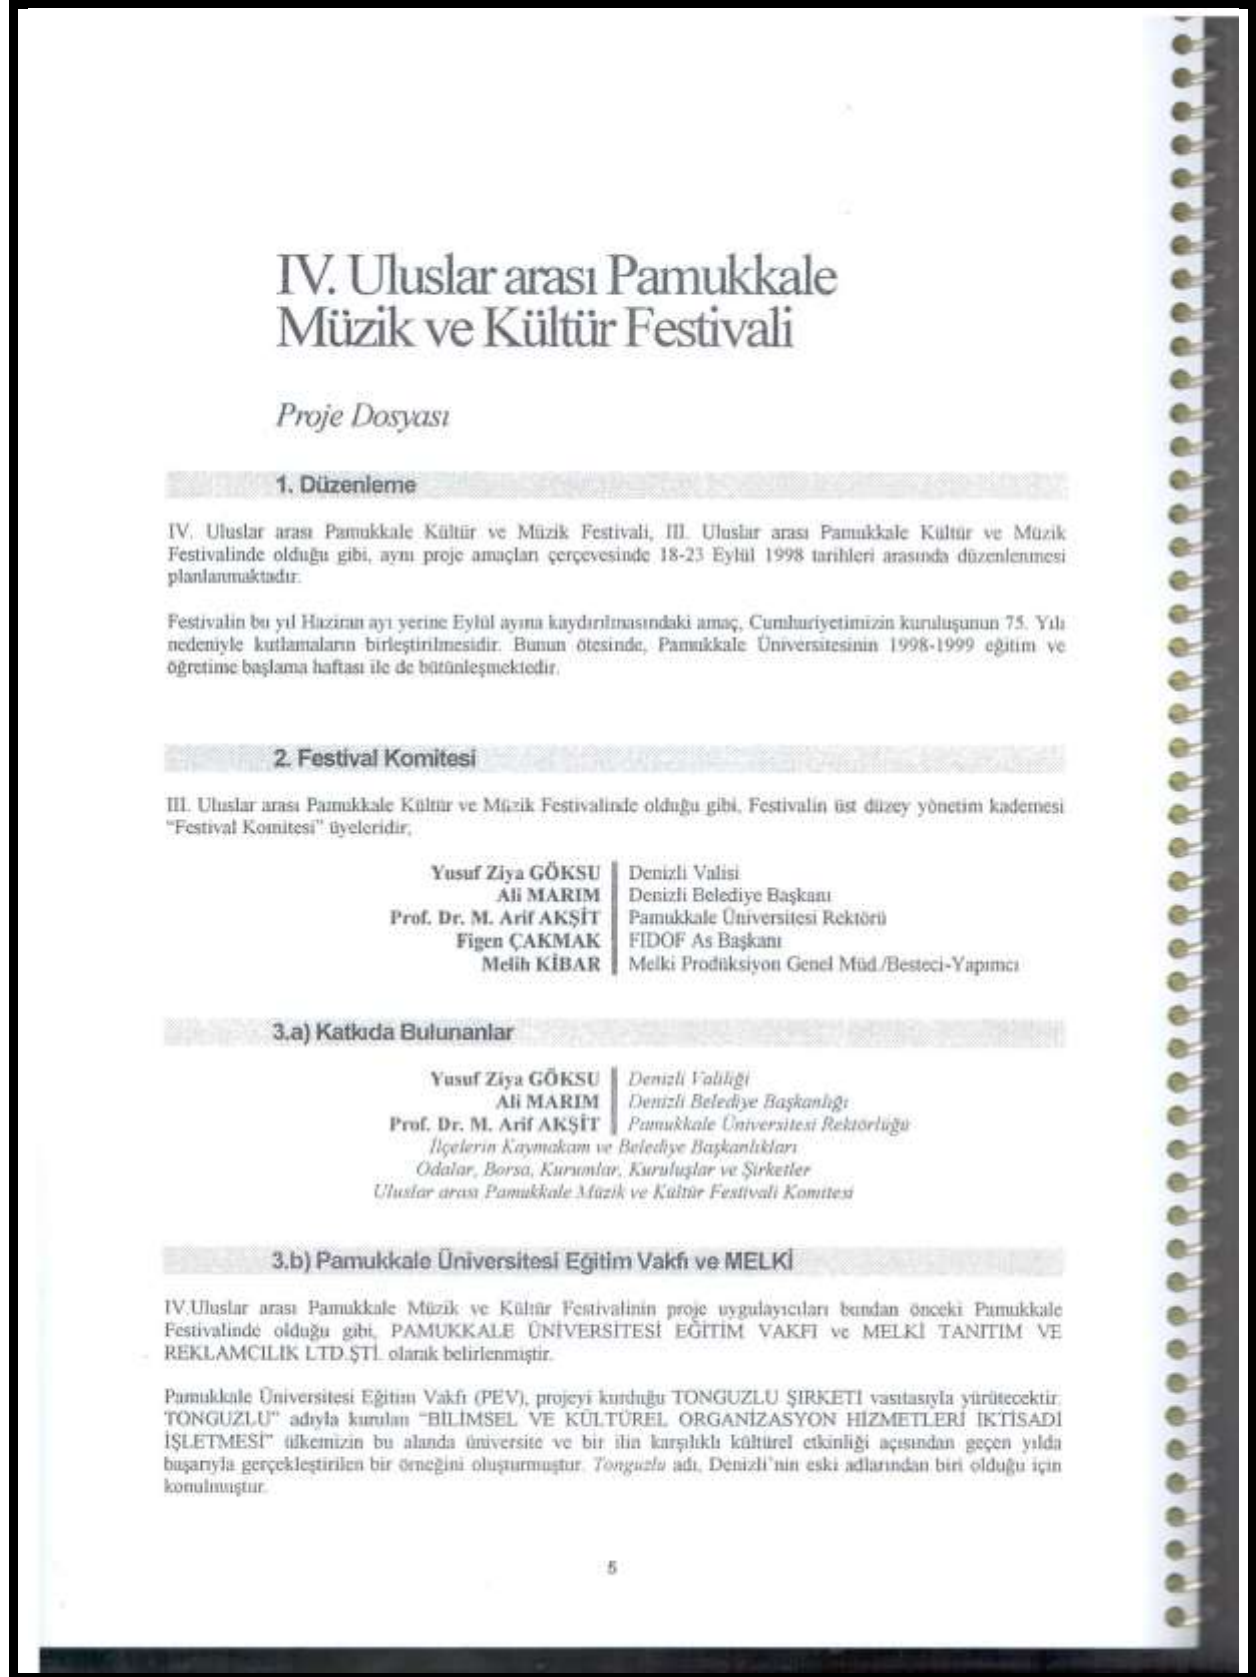 IV. Uluslar arası Pamukkale
Müzik ve Kültür Festivali
Proje Dosyası
1. Düzenleme
IV. Uluslar arası Pamukkale Kültür ve Müzik Festivali, III. Uluslar arası Pamukkale Kültür ve Müzik
Festivalinde olduğu gibi, aynı proje amaçları çerçevesinde 18-23 Eylül 1998 tarihleri arasında düzenlenmesi
planlanmaktadır.
Festivalin bu yıl Haziran ayı yerine Eylül ayına kaydırılmasındaki amaç, Cumhuriyetimizin kuruluşunun 75. Yılı
nedeniyle kutlamaların birleştirilmesidir. Bunun ötesinde, Pamukkale Üniversitesinin 1998-1999 eğitim ve
öğretime başlama haftası ile de bütünleşmektedir.
2. Festival Komitesi
III. Uluslar arası Pamukkale Kültür ve Müzik Festivalinde olduğu gibi, Festivalin üst düzey yönetim kademesi
"Festival Komitesi" üyeleridir;
Yusuf Ziya GÖKSU Denizli Valisi
Ali MARIM Denizli Belediye Başkanı
Prof. Dr. M. Arif AKŞİT Pamukkale Üniversitesi Rektörü
Figen ÇAKMAK FIDOF As Başkanı
Melih KİBAR Melki Prodüksiyon Genel Müd./Besteci-Yapımcı
3.a) Katkıda Bulunanlar
Yusuf Ziya GÖKSU Denizli Valiliği
Ali MARIM Denizli Belediye Başkanlığı
Prof. Dr. M. Arif AKŞİT Pamukkale Üniversitesi Rektörlüğü
İlçelerin Kaymakam ve Belediye Başkanlıkları
Odalar, Borsa, Kurumlar, Kuruluşlar ve Şirketler
Uluslar arası Pamukkale Müzik ve Kültür Festivali Komitesi
3.b) Pamukkale Üniversitesi Eğitim Vakfı ve MELKİ
IV.Uluslar arası Pamukkale Müzik ve Kültür Festivalinin proje uygulayıcıları bundan önceki Pamukkale
Festivalinde olduğu gibi, PAMUKKALE ÜNİVERSİTESİ EĞİTİM VAKFI ve MELKİ TANITIM VE
REKLAMCILIK LTD.ŞTİ. olarak belirlenmiştir.
Pamukkale Üniversitesi Eğitim Vakfı (PEV), projeyi kurduğu TONGUZLU ŞIRKETI vasıtasıyla yürütecektir.
TONGUZLU" adıyla kurulan "BİLİMSEL VE KÜLTÜREL ORGANİZASYON HİZMETLERİ IKTİSADİ
İŞLETMESİ" ülkemizin bu alanda üniversite ve bir ilin karşılıklı kültürel etkinliği açısından geçen yılda
başarıyla gerçekleştirilen bir örneğini oluşturmuştur. Tonguzlu adı, Denizli'nin eski adlarından biri olduğu için
konulmuştur.
5